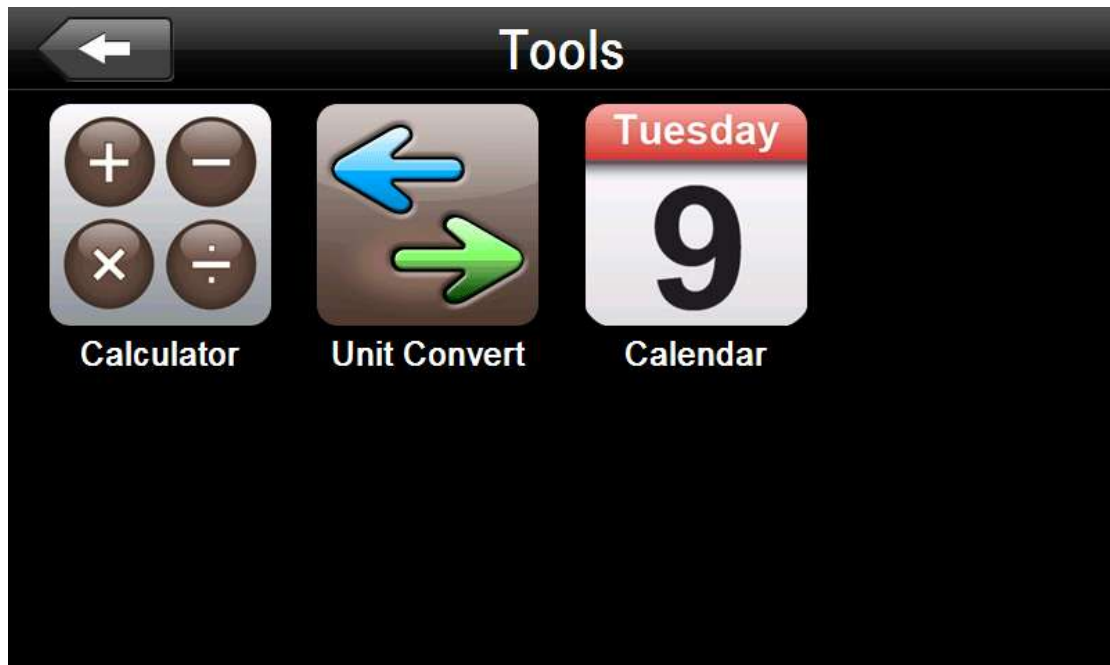 Tools
+ −
× ÷
Tuesday
9
Calculator
Unit Convert
Calendar